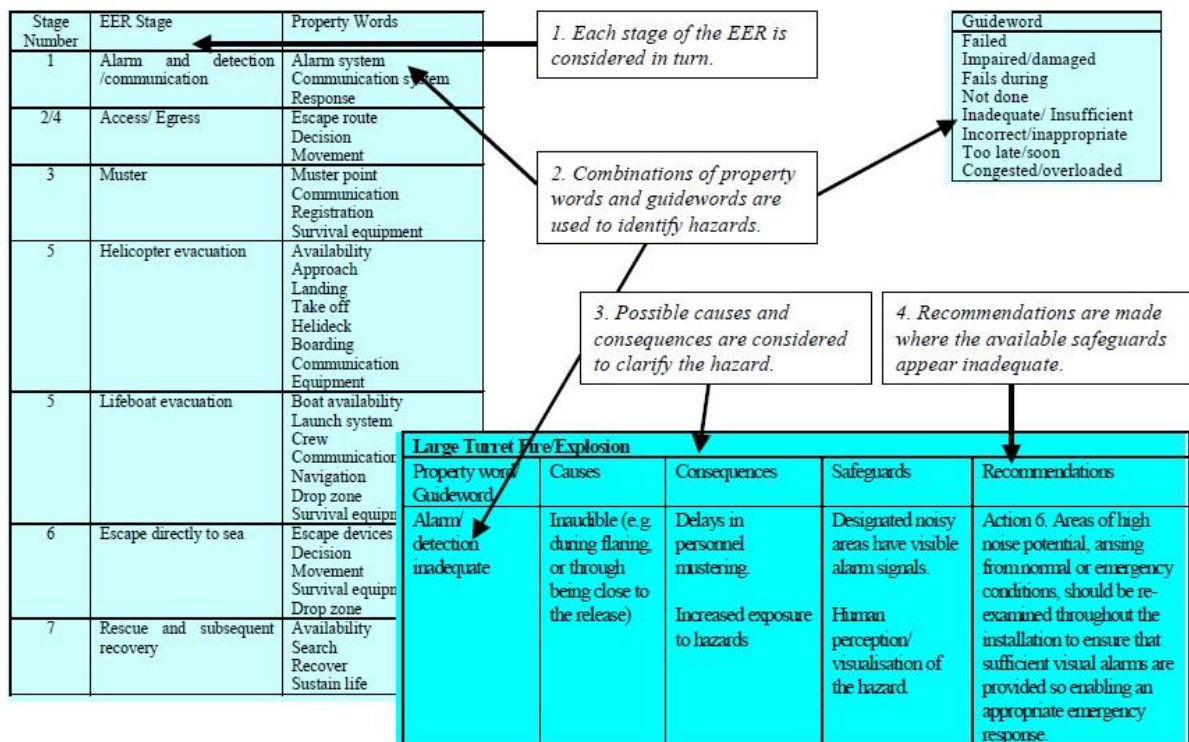 Stage Number
EER Stage
Property Words
1
Alarm and detection
/communication
Alarm system
Communication system
Response
2/4
Access/ Egress
Escape route
Decision
Movement
3
Muster
Muster point
Communication
Registration
Survival equipment
5
Helicopter evacuation
Availability
Approach
Landing
Take off
Helideck
Boarding
Communication
Equipment
5
Lifeboat evacuation
Boat availability
Launch system
Crew
Communication
Navigation
Drop zone
Survival equipm
6
Escape directly to sea
Escape devices
Decision
Movement
Survival equipm
Drop zone
7
Rescue and subsequent
recovery
Availability
Search
Recover
Sustain life
1. Each stage of the EER is
considered in turn.
2. Combinations of property
words and guidewords are
used to identify hazards.
3. Possible causes and
consequences are considered
to clarify the hazard.
4. Recommendations are made
where the available safeguards
appear inadequate.
Guideword
Failed
Impaired/damaged
Fails during
Not done
Inadequate/ Insufficient
Incorrect/inappropriate
Too late/soon
Congested/overloaded
Large Turret Fire/Explosion
Property word/
Guideword
Causes
Consequences
Safeguards
Recommendations
Alarm/
detection
inadequate
Inaudible (e.g.
during flaring,
or through
being close to
the release)
Delays in
personnel
mustering.
Increased exposure
to hazards
Designated noisy
areas have visible
alarm signals.
Human
perception/
visualisation of
the hazard.
Action 6. Areas of high
noise potential, arising
from normal or emergency
conditions, should be re-
examined throughout the
installation to ensure that
sufficient visual alarms are
provided so enabling an
appropriate emergency
response.